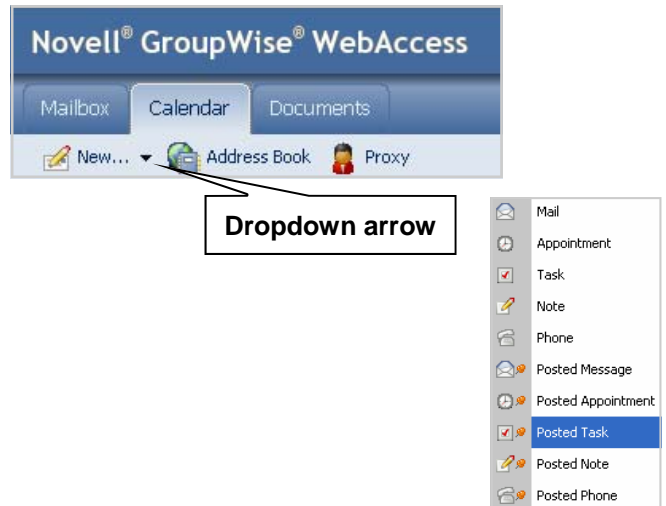 Novell® GroupWise® WebAccess
Mailbox Calendar Documents
New... Address Book Proxy
Dropdown arrow
Mail
Appointment
Task
Note
Phone
Posted Message
Posted Appointment
Posted Task
Posted Note
Posted Phone